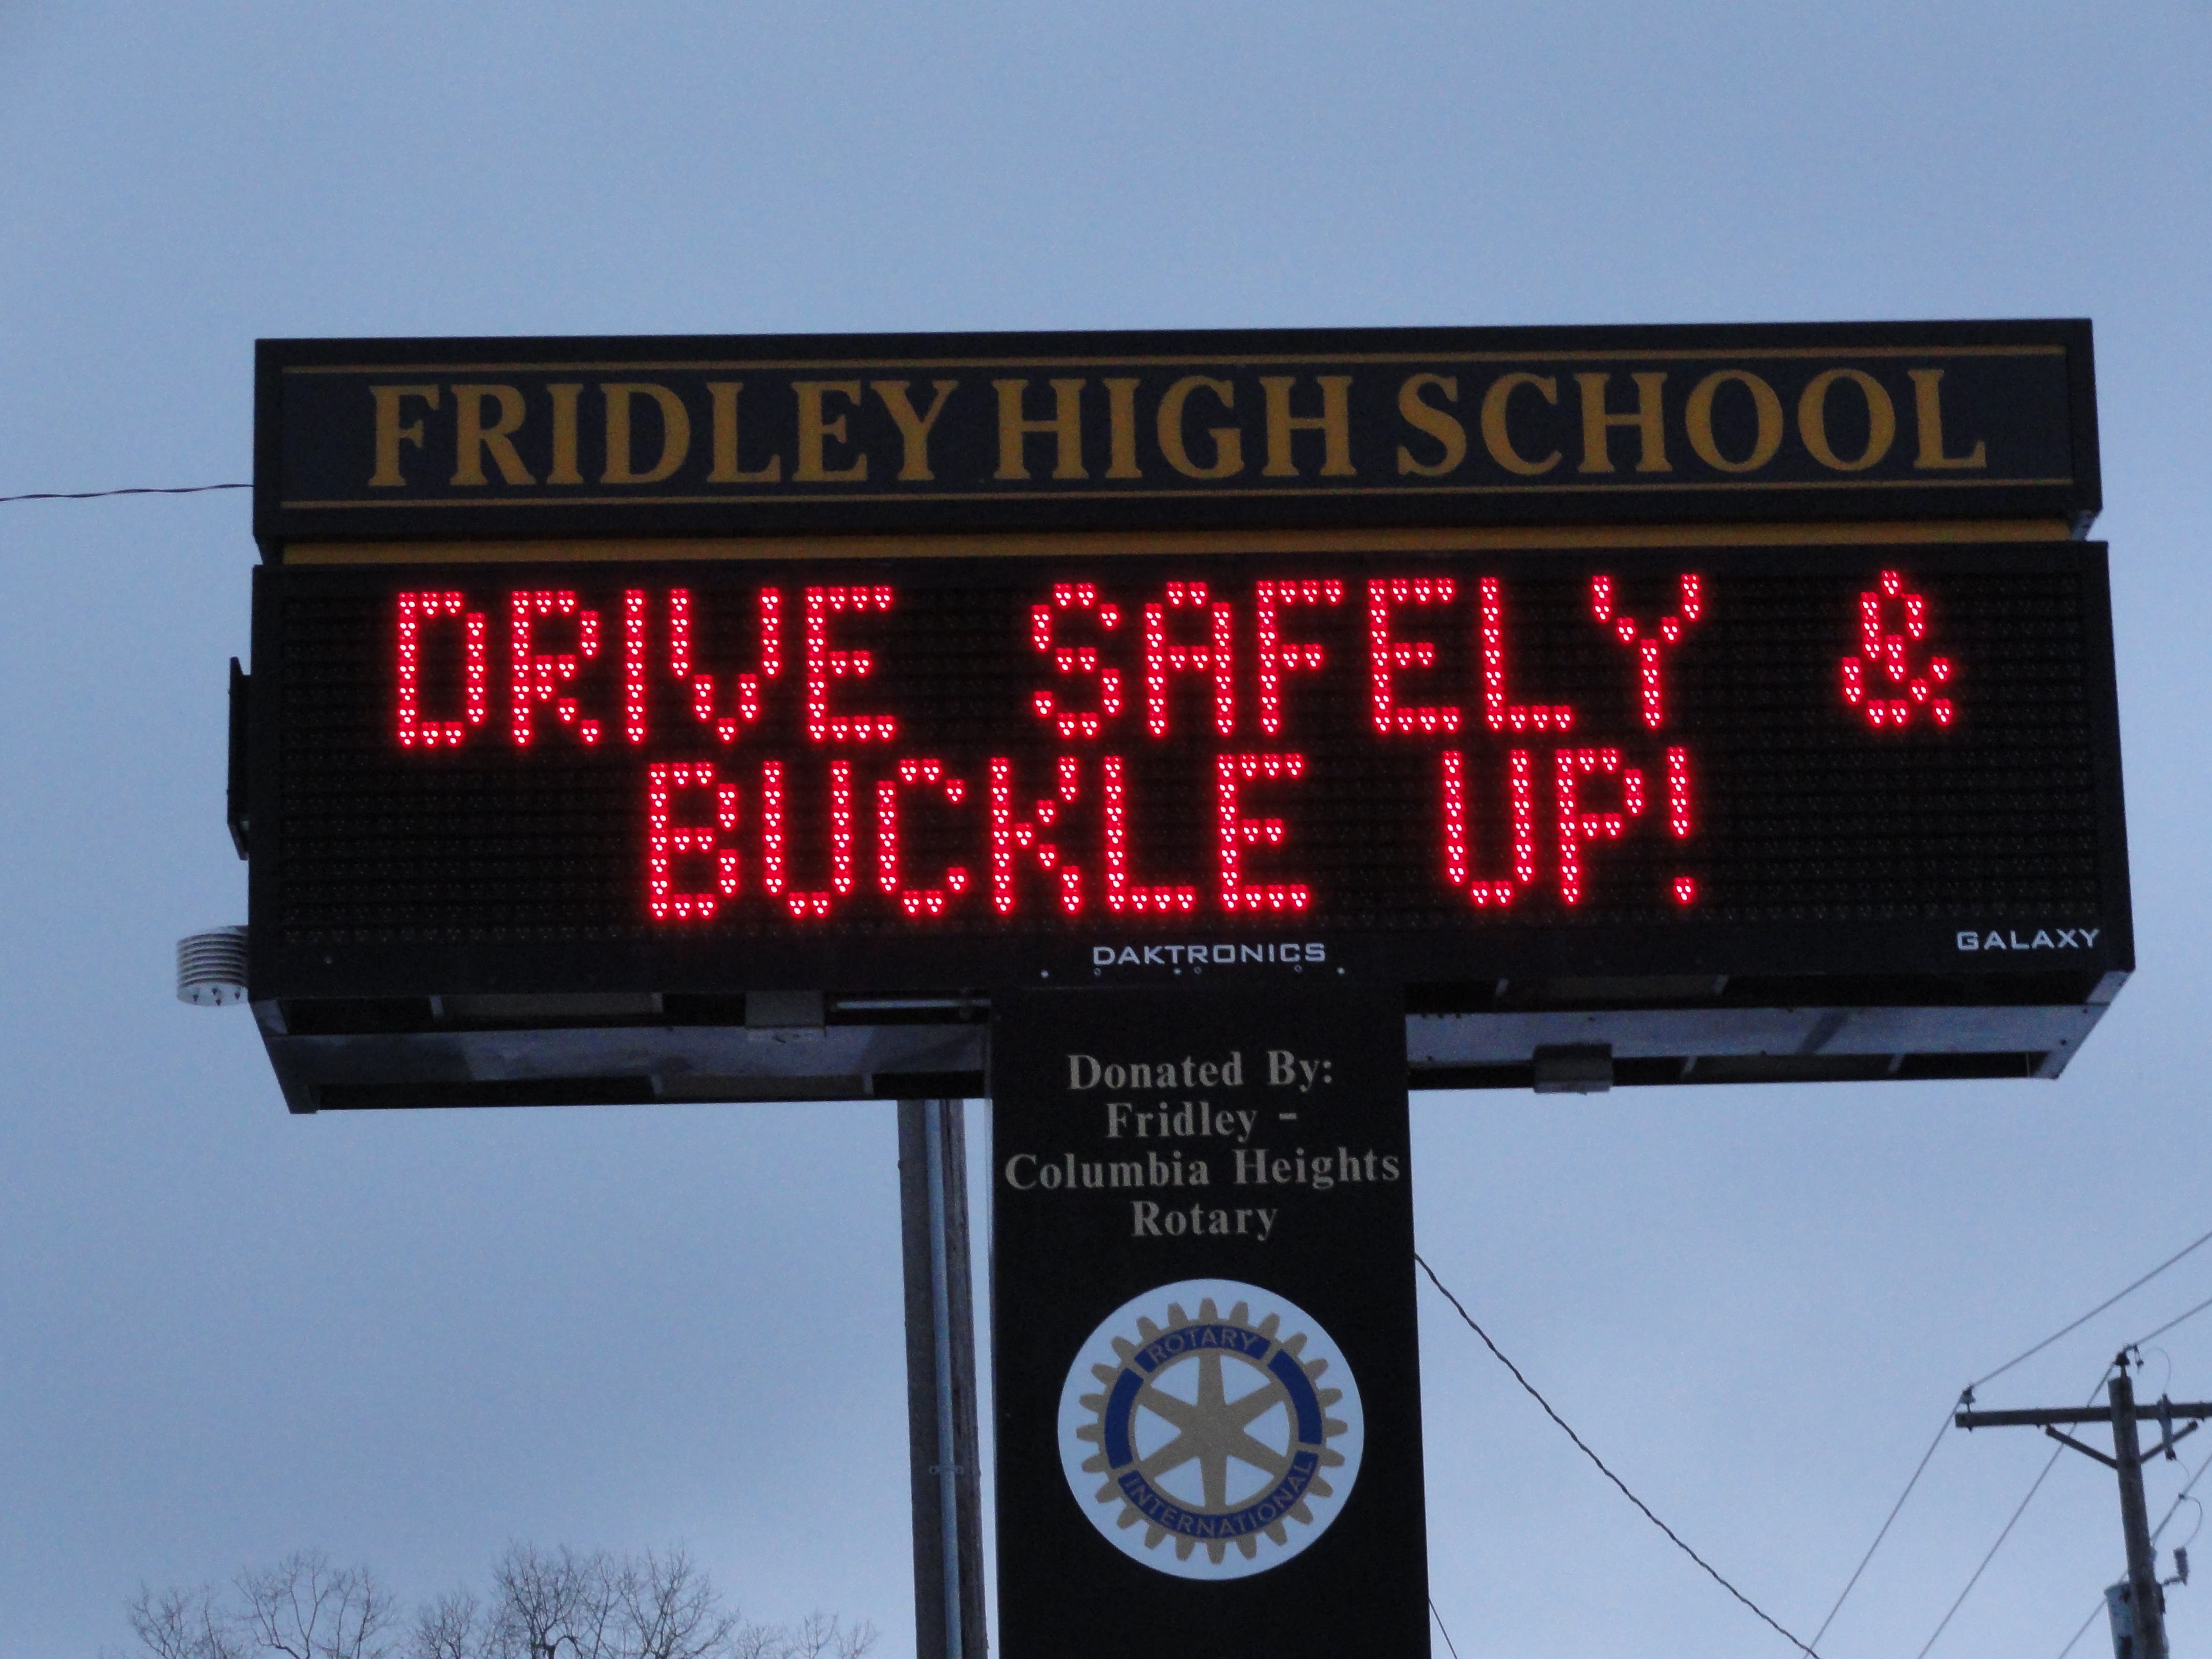 FRIDLEY HIGH SCHOOL
DRIVE SAFELY &
BUCKLE UP!
DAKTRONICS
GALAXY
Donated By:
Fridley -
Columbia Heights
Rotary
ROTARY
INTERNATIONAL